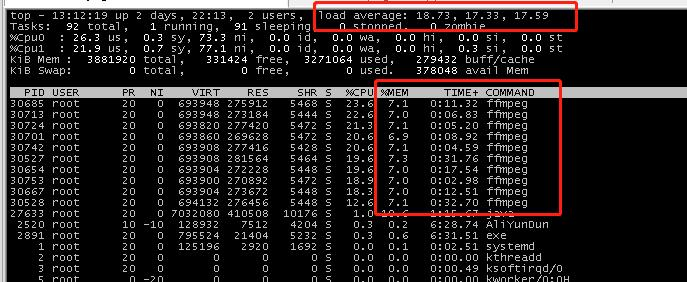 top - 13:12:19 up 2 days, 22:13, 2 users, load average: 18.73, 17.33, 17.59
Tasks: 92 total, 1 running, 91 sleeping, 0 stopped, 0 zombie
%Cpu0 : 26.3 us, 0.3 sy, 73.3 ni, 0.0 id, 0.0 wa, 0.0 hi, 0.0 si, 0.0 st
%Cpu1 : 21.9 us, 0.7 sy, 77.1 ni, 0.0 id, 0.0 wa, 0.0 hi, 0.3 si, 0.0 st
KiB Mem : 3881920 total, 331424 free, 3271064 used, 279432 buff/cache
KiB Swap: 0 total, 0 free, 0 used. 378048 avail Mem
PID USER PR NI VIRT RES SHR S %CPU %MEM TIME+ COMMAND
30685 root 20 0 693948 275912 5468 S 23.6 7.1 0:11.32 ffmpeg
30713 root 20 0 693948 273184 5444 S 22.6 7.0 0:06.83 ffmpeg
30724 root 20 0 693820 277420 5472 S 21.3 7.1 0:05.20 ffmpeg
30701 root 20 0 693860 269628 5472 S 20.6 6.9 0:08.92 ffmpeg
30742 root 20 0 693908 277416 5428 S 20.6 7.1 0:04.59 ffmpeg
30527 root 20 0 693908 281564 5464 S 19.6 7.3 0:31.76 ffmpeg
30654 root 20 0 693904 272228 5448 S 19.6 7.0 0:17.54 ffmpeg
30753 root 20 0 693900 270892 5472 S 18.9 7.0 0:02.98 ffmpeg
30667 root 20 0 693904 273672 5448 S 18.3 7.0 0:12.51 ffmpeg
30528 root 20 0 694132 276456 5448 S 12.6 7.1 0:32.70 ffmpeg
27633 root 20 0 7032080 410508 10176 S 1.0 10.6 1:15.67 java
2520 root 10 -10 128932 7512 4204 S 0.3 0.2 6:28.74 AliYunDun
2891 root 20 0 795524 21404 5232 S 0.3 0.6 6:31.51 exe
1 root 20 0 125196 2920 1692 S 0.0 0.1 0:02.51 systemd
2 root 20 0 0 0 0 S 0.0 0.0 0:00.00 kthreadd
3 root 20 0 0 0 0 S 0.0 0.0 0:00.49 ksoftirqd/0
5 root 0 -20 0 0 0 S 0.0 0.0 0:00.00 kworker/0:0H